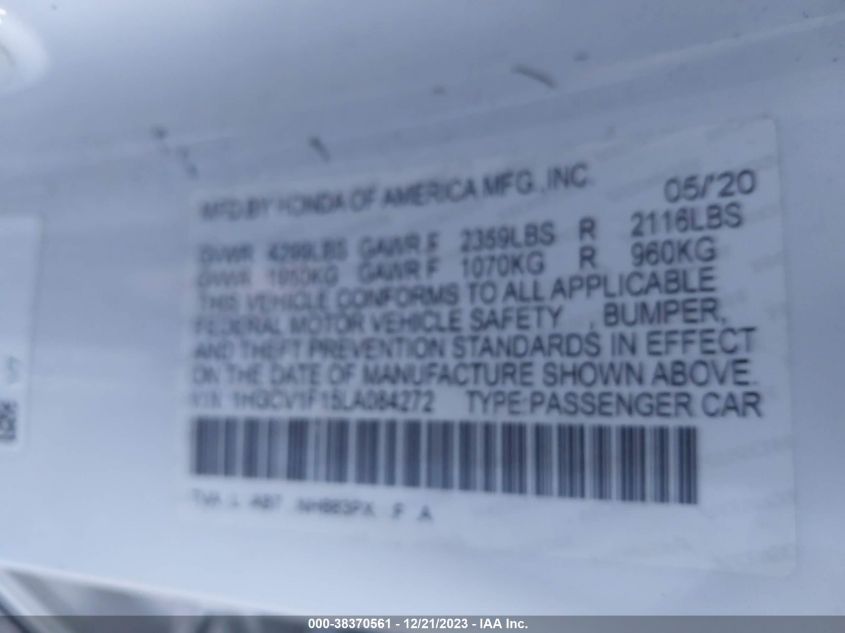 MFD.BY HONDA OF AMERICA MFG.,INC. 05/'20
GVWR 4299LBS GAWR F 2359LBS R 2116LBS
GVWR 1950KG GAWR F 1070KG R 960KG
THIS VEHICLE CONFORMS TO ALL APPLICABLE
FEDERAL MOTOR VEHICLE SAFETY , BUMPER,
AND THEFT PREVENTION STANDARDS IN EFFECT
ON THE DATE OF MANUFACTURE SHOWN ABOVE.
VIN 1HGCV1F15LA084272 TYPE:PASSENGER CAR
TVA L F A
000-38370561 - 12/21/2023 - IAA Inc.